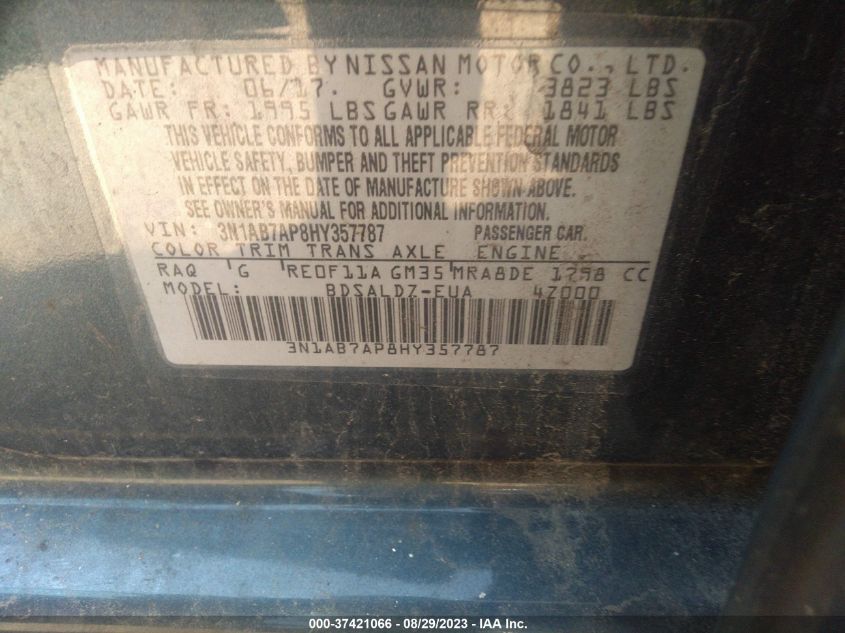 MANUFACTURED BY NISSAN MOTOR CO., LTD.
DATE: 06/17. GVWR: 3823 LBS
GAWR FR: 1995 LBS GAWR RR: 1841 LBS
THIS VEHICLE CONFORMS TO ALL APPLICABLE FEDERAL MOTOR
VEHICLE SAFETY, BUMPER AND THEFT PREVENTION STANDARDS
IN EFFECT ON THE DATE OF MANUFACTURE SHOWN ABOVE.
SEE OWNER'S MANUAL FOR ADDITIONAL INFORMATION.
VIN: 3N1AB7AP8HY357787 PASSENGER CAR.
COLOR TRIM TRANS AXLE ENGINE
RAQ G RE0F11A GM35 MRA8DE 1798 CC
MODEL: BDSALDZ-EUA 4Z000
3N1AB7AP8HY357787
000-37421066 - 08/29/2023 - IAA Inc.